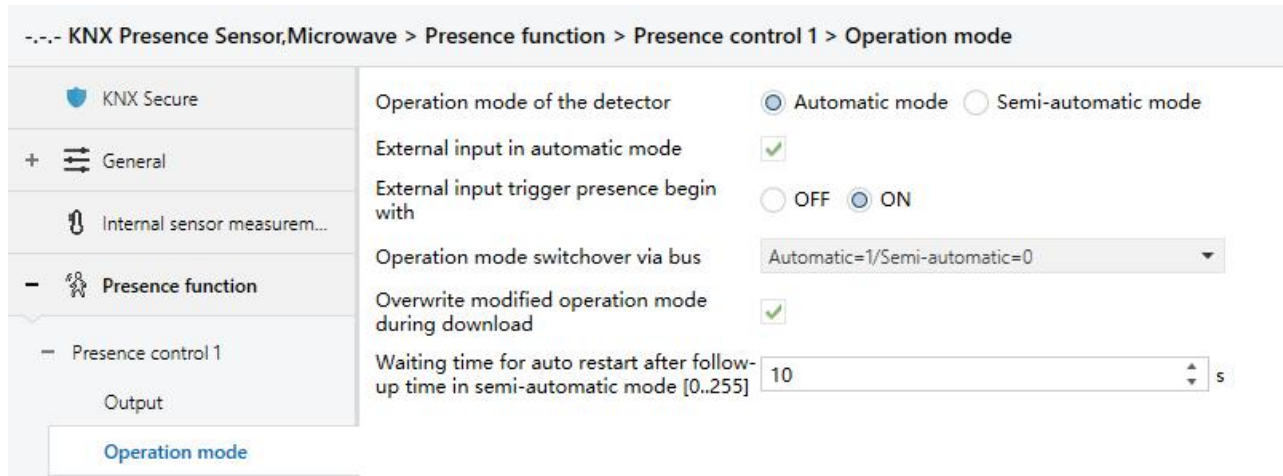 -.-.- KNX Presence Sensor,Microwave > Presence function > Presence control 1 > Operation mode
KNX Secure
+ General
Internal sensor measurem...
− Presence function
− Presence control 1
Output
Operation mode
Operation mode of the detector
Automatic mode Semi-automatic mode
External input in automatic mode
External input trigger presence begin
with
OFF ON
Operation mode switchover via bus
Automatic=1/Semi-automatic=0
Overwrite modified operation mode
during download
Waiting time for auto restart after follow-
up time in semi-automatic mode [0..255]
10 s